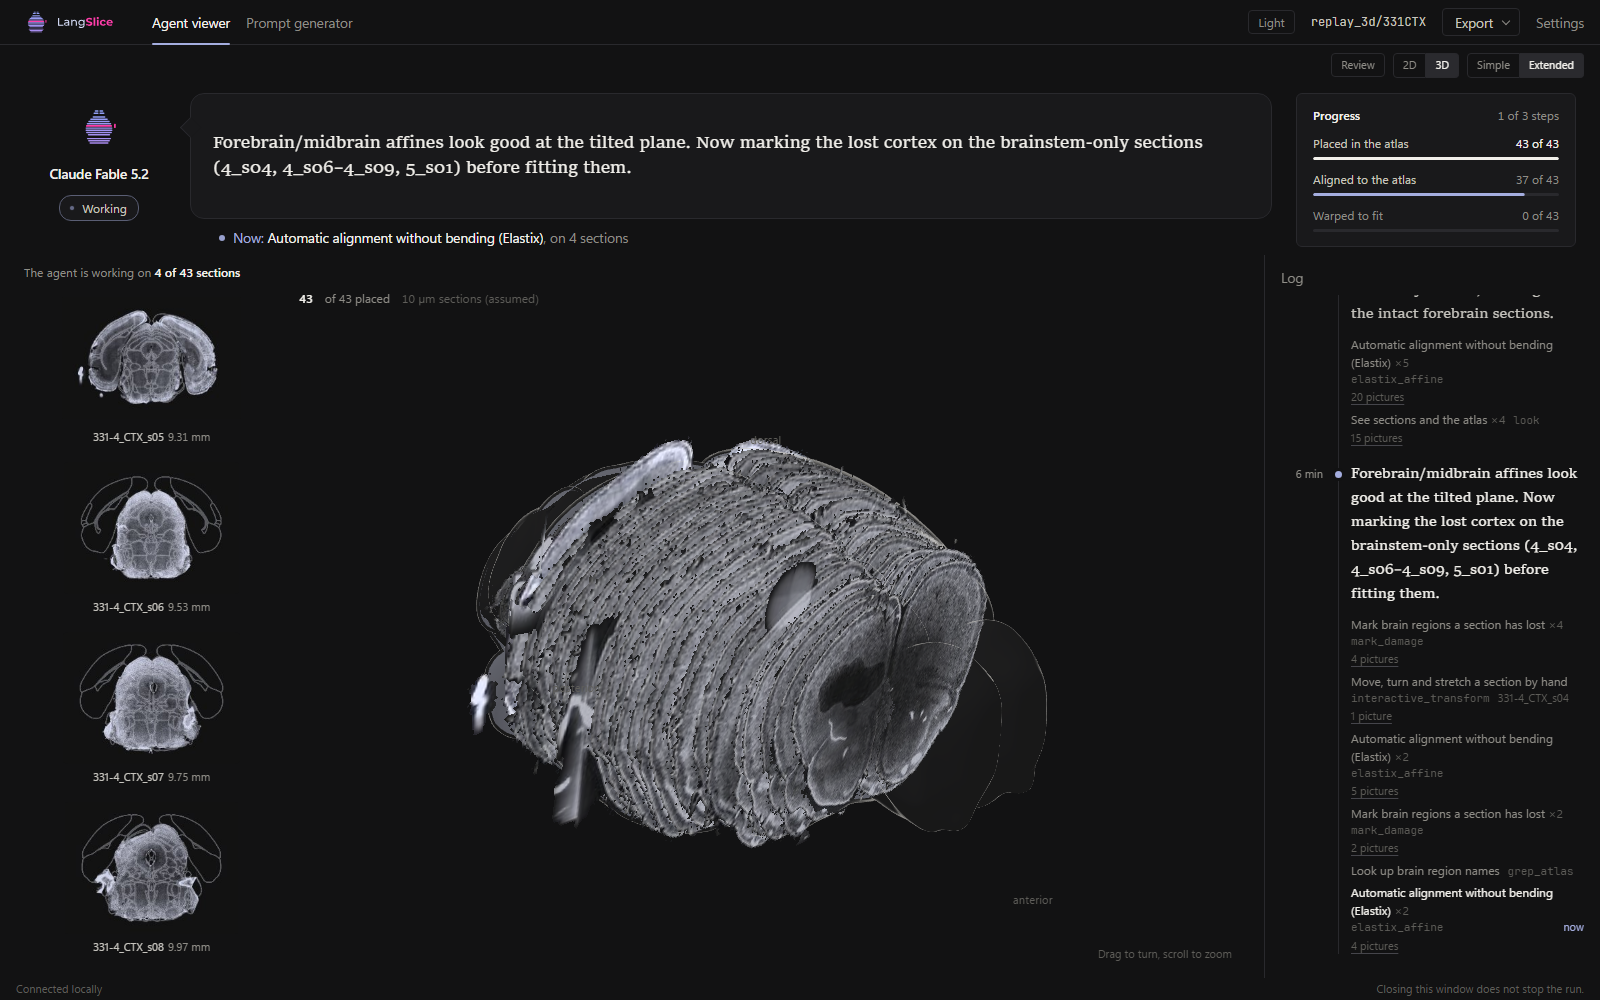 LangSlice
Agent viewer
Prompt generator
Light
replay_3d/331CTX
Export
Settings
Review
2D
3D
Simple
Extended
Claude Fable 5.2
Working
Forebrain/midbrain affines look good at the tilted plane. Now marking the lost cortex on the brainstem-only sections
(4_s04, 4_s06–4_s09, 5_s01) before fitting them.
Now: Automatic alignment without bending (Elastix), on 4 sections
Progress
1 of 3 steps
Placed in the atlas
43 of 43
Aligned to the atlas
37 of 43
Warped to fit
0 of 43
The agent is working on 4 of 43 sections
331-4_CTX_s05 9.31 mm
331-4_CTX_s06 9.53 mm
331-4_CTX_s07 9.75 mm
331-4_CTX_s08 9.97 mm
43 of 43 placed
10 µm sections (assumed)
anterior
Drag to turn, scroll to zoom
Log
the intact forebrain sections.
Automatic alignment without bending
(Elastix) ×5
elastix_affine
20 pictures
See sections and the atlas ×4 look
15 pictures
6 min
Forebrain/midbrain affines look
good at the tilted plane. Now
marking the lost cortex on the
brainstem-only sections (4_s04,
4_s06–4_s09, 5_s01) before
fitting them.
Mark brain regions a section has lost ×4
mark_damage
4 pictures
Move, turn and stretch a section by hand
interactive_transform 331-4_CTX_s04
1 picture
Automatic alignment without bending
(Elastix) ×2
elastix_affine
5 pictures
Mark brain regions a section has lost ×2
mark_damage
2 pictures
Look up brain region names grep_atlas
Automatic alignment without bending
(Elastix) ×2
elastix_affine
now
4 pictures
Connected locally
Closing this window does not stop the run.